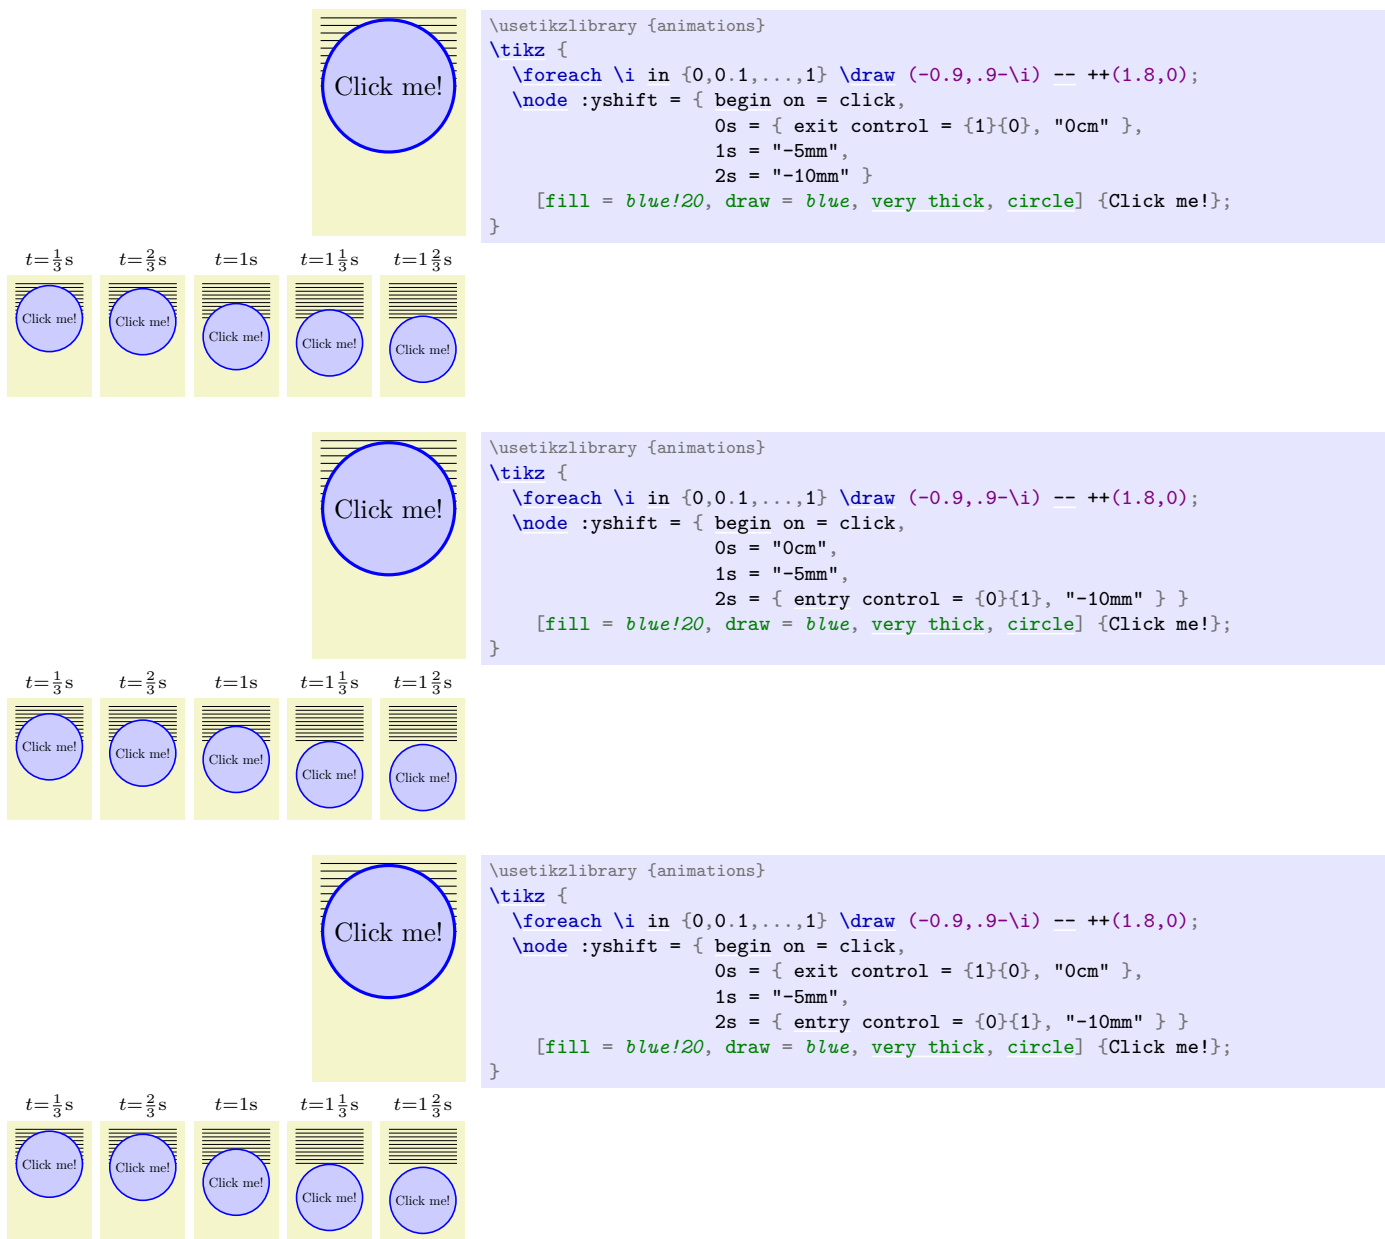 Click me!
\usetikzlibrary {animations}
\tikz {
\foreach \i in {0,0.1,...,1} \draw (-0.9,.9-\i) -- ++(1.8,0);
\node :yshift = { begin on = click,
0s = { exit control = {1}{0}, "0cm" },
1s = "-5mm",
2s = "-10mm" }
[fill = blue!20, draw = blue, very thick, circle] {Click me!};
}
t=1/3s t=2/3s t=1s t=1 1/3s t=1 2/3s
Click me! Click me! Click me! Click me! Click me!
Click me!
\usetikzlibrary {animations}
\tikz {
\foreach \i in {0,0.1,...,1} \draw (-0.9,.9-\i) -- ++(1.8,0);
\node :yshift = { begin on = click,
0s = "0cm",
1s = "-5mm",
2s = { entry control = {0}{1}, "-10mm" } }
[fill = blue!20, draw = blue, very thick, circle] {Click me!};
}
t=1/3s t=2/3s t=1s t=1 1/3s t=1 2/3s
Click me! Click me! Click me! Click me! Click me!
Click me!
\usetikzlibrary {animations}
\tikz {
\foreach \i in {0,0.1,...,1} \draw (-0.9,.9-\i) -- ++(1.8,0);
\node :yshift = { begin on = click,
0s = { exit control = {1}{0}, "0cm" },
1s = "-5mm",
2s = { entry control = {0}{1}, "-10mm" } }
[fill = blue!20, draw = blue, very thick, circle] {Click me!};
}
t=1/3s t=2/3s t=1s t=1 1/3s t=1 2/3s
Click me! Click me! Click me! Click me! Click me!